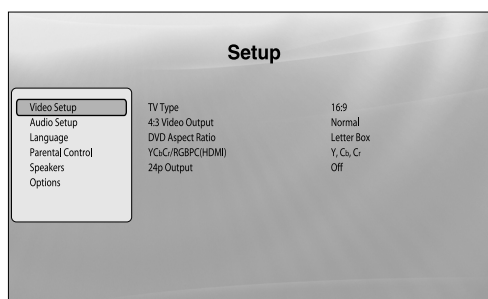 Setup
Video Setup
TV Type 16:9
Audio Setup
4:3 Video Output Normal
Language
DVD Aspect Ratio Letter Box
Parental Control
YCbCr/RGBPC(HDMI) Y, Cb, Cr
Speakers
24p Output Off
Options